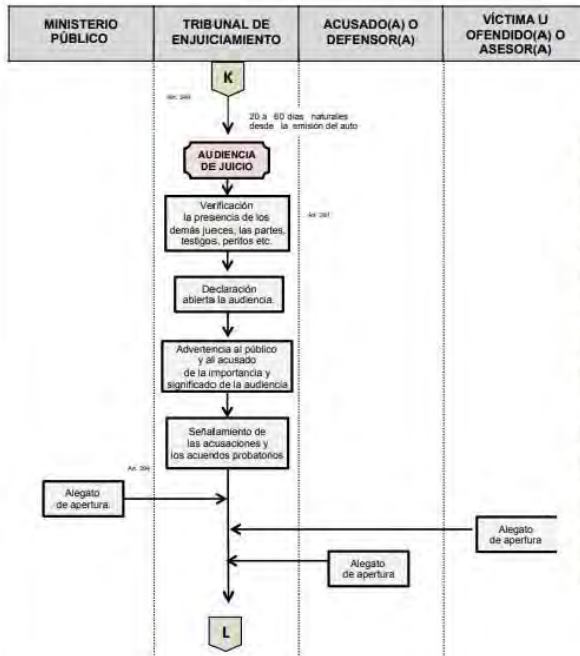 MINISTERIO
PÚBLICO
TRIBUNAL DE
ENJUICIAMIENTO
ACUSADO(A) O
DEFENSOR(A)
VÍCTIMA U
OFENDIDO(A) O
ASESOR(A)
K
20 a 60 días naturales
desde la emisión del auto
AUDIENCIA
DE JUICIO
Verificación
la presencia de los
demás jueces, las partes,
testigos, peritos etc.
Declaración
abierta la audiencia.
Advertencia al público
y al acusado
de la importancia y
significado de la audiencia
Señalamiento de
las acusaciones y
los acuerdos probatorios
Alegato
de apertura.
Alegato
de apertura
Alegato
de apertura
L